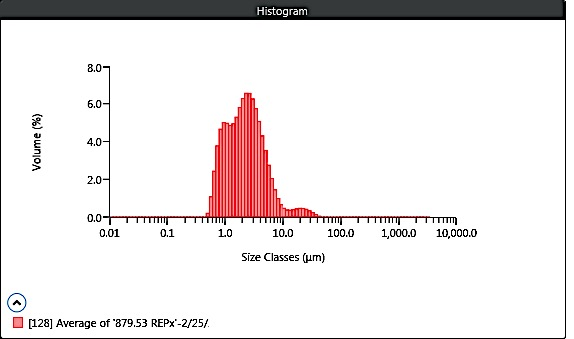 Histogram
8.0
6.0
4.0
2.0
0.0
Volume (%)
0.01 0.1 1.0 10.0 100.0 1,000.0 10,000.0
Size Classes (µm)
[128] Average of '879.53 REPx'-2/25/.